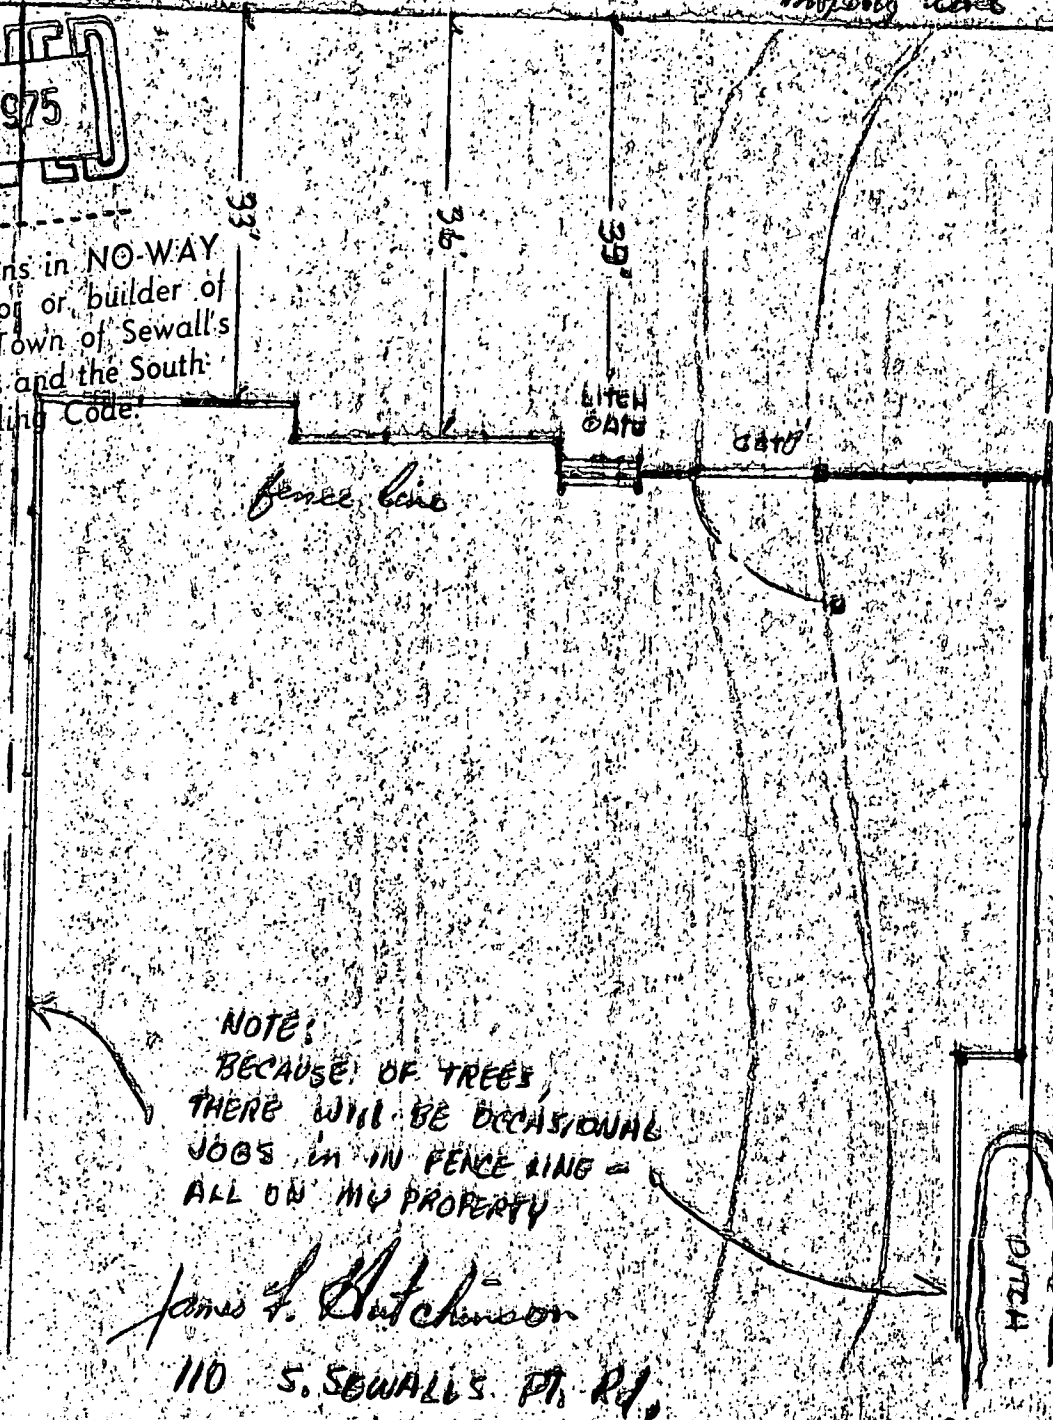 975
33'
36'
39'
ns in NO-WAY
or or builder of
Town of Sewall's
and the South
ing Code
GATE
fence line
NOTE:
BECAUSE OF TREES
THERE WILL BE OCCASIONAL
JOGS in IN FENCE LINE -
ALL ON MY PROPERTY
DITCH
James F. Hutchinson
110 S. SEWALLS PT. Rd.